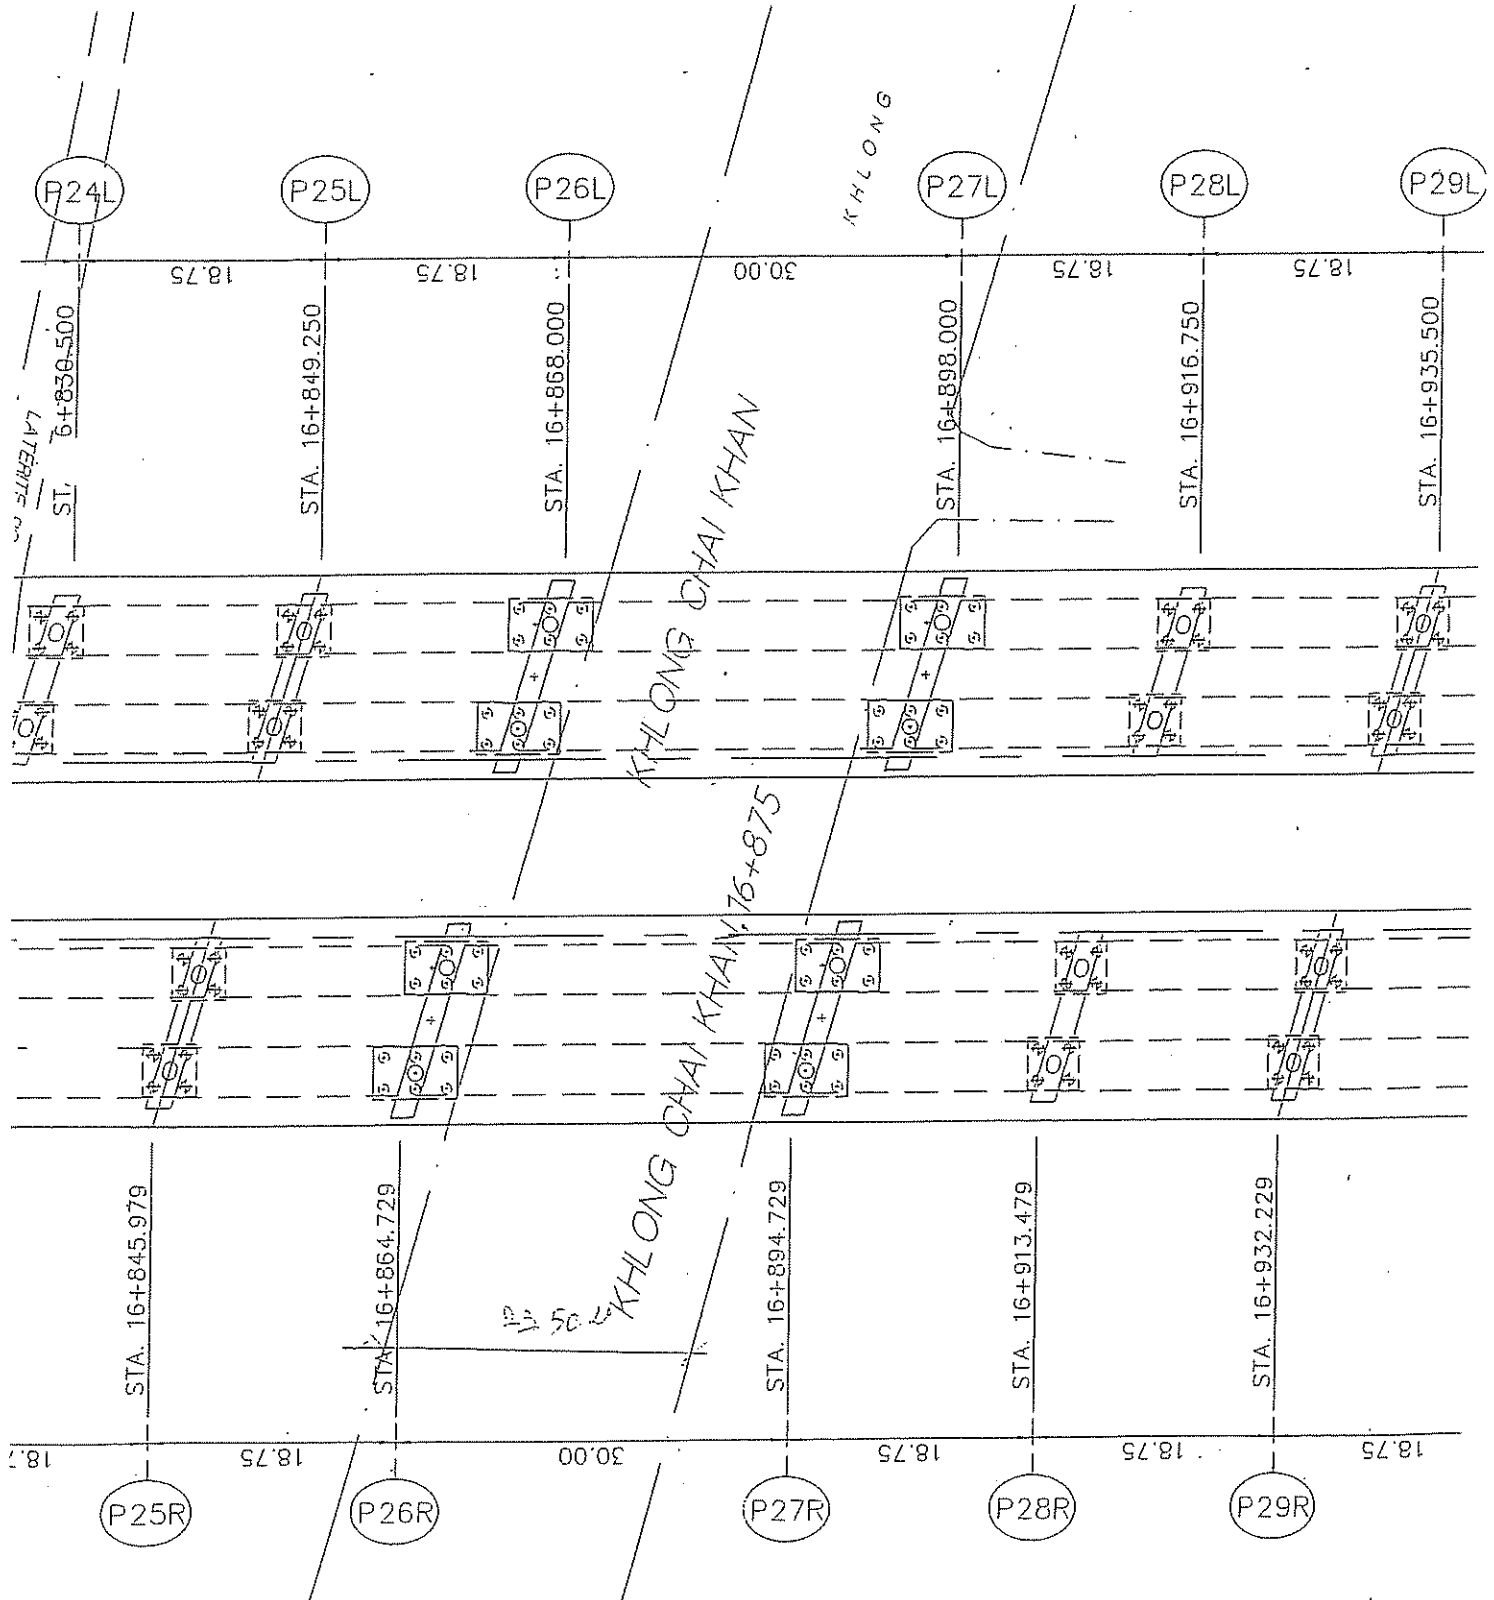 KHLONG
P24L
P25L
P26L
P27L
P28L
P29L
18.75
18.75
30.00
18.75
18.75
6+830.500
STA. 16+849.250
STA. 16+868.000
STA. 16+898.000
STA. 16+916.750
STA. 16+935.500
LATERITE
KHLONG CHAI KHAN
KHLONG CHAI KHAN, 16+875
STA. 16+845.979
STA. 16+864.729
STA. 16+894.729
STA. 16+913.479
STA. 16+932.229
18.75
30.00
18.75
18.75
18.75
P25R
P26R
P27R
P28R
P29R